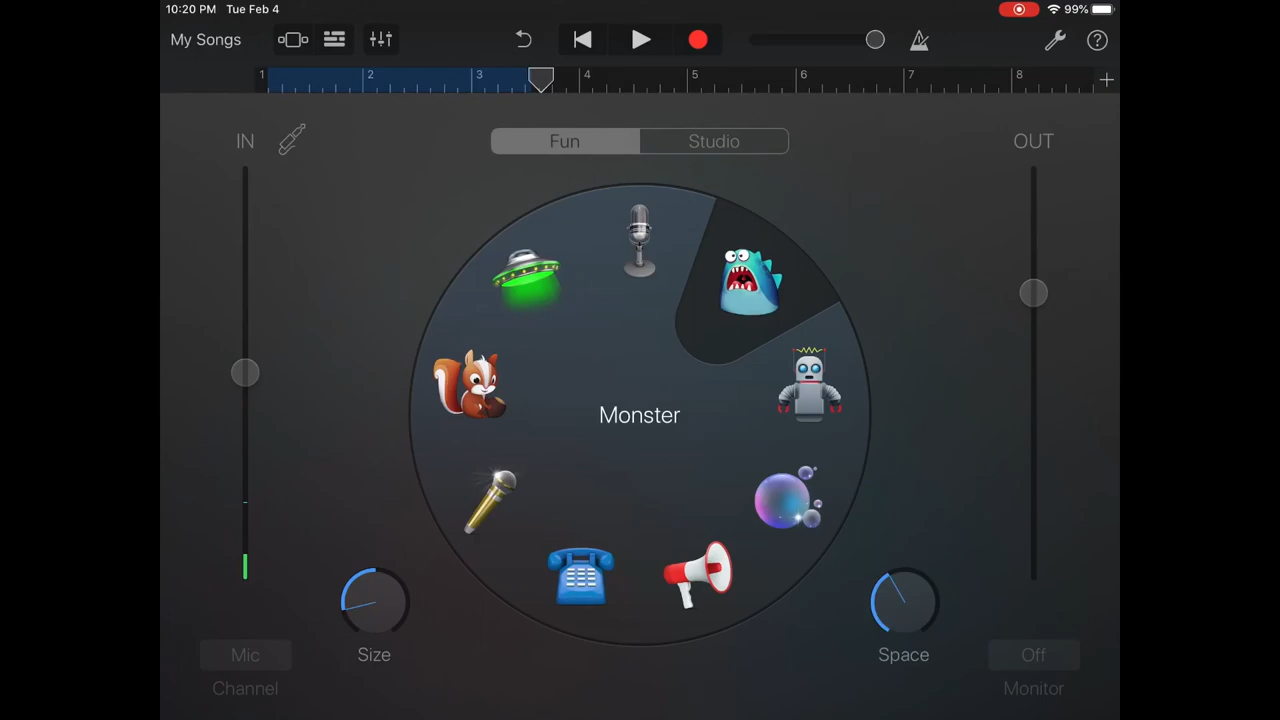 10:20 PM Tue Feb 4 99%
My Songs
1 2 3 4 5 6 7 8
IN Fun Studio OUT
Monster
Size Space
Mic Off
Channel Monitor